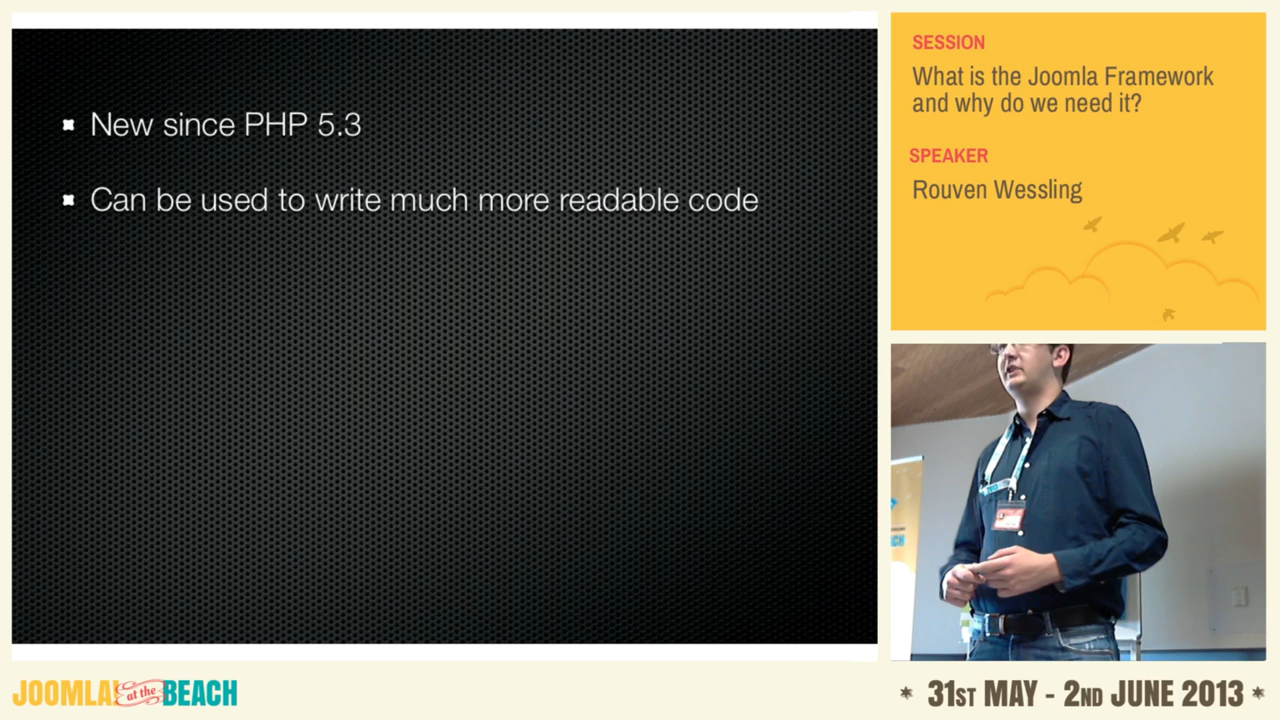 New since PHP 5.3
Can be used to write much more readable code
SESSION
What is the Joomla Framework
and why do we need it?
SPEAKER
Rouven Wessling
JOOMLA! at the BEACH
* 31ST MAY - 2ND JUNE 2013 *